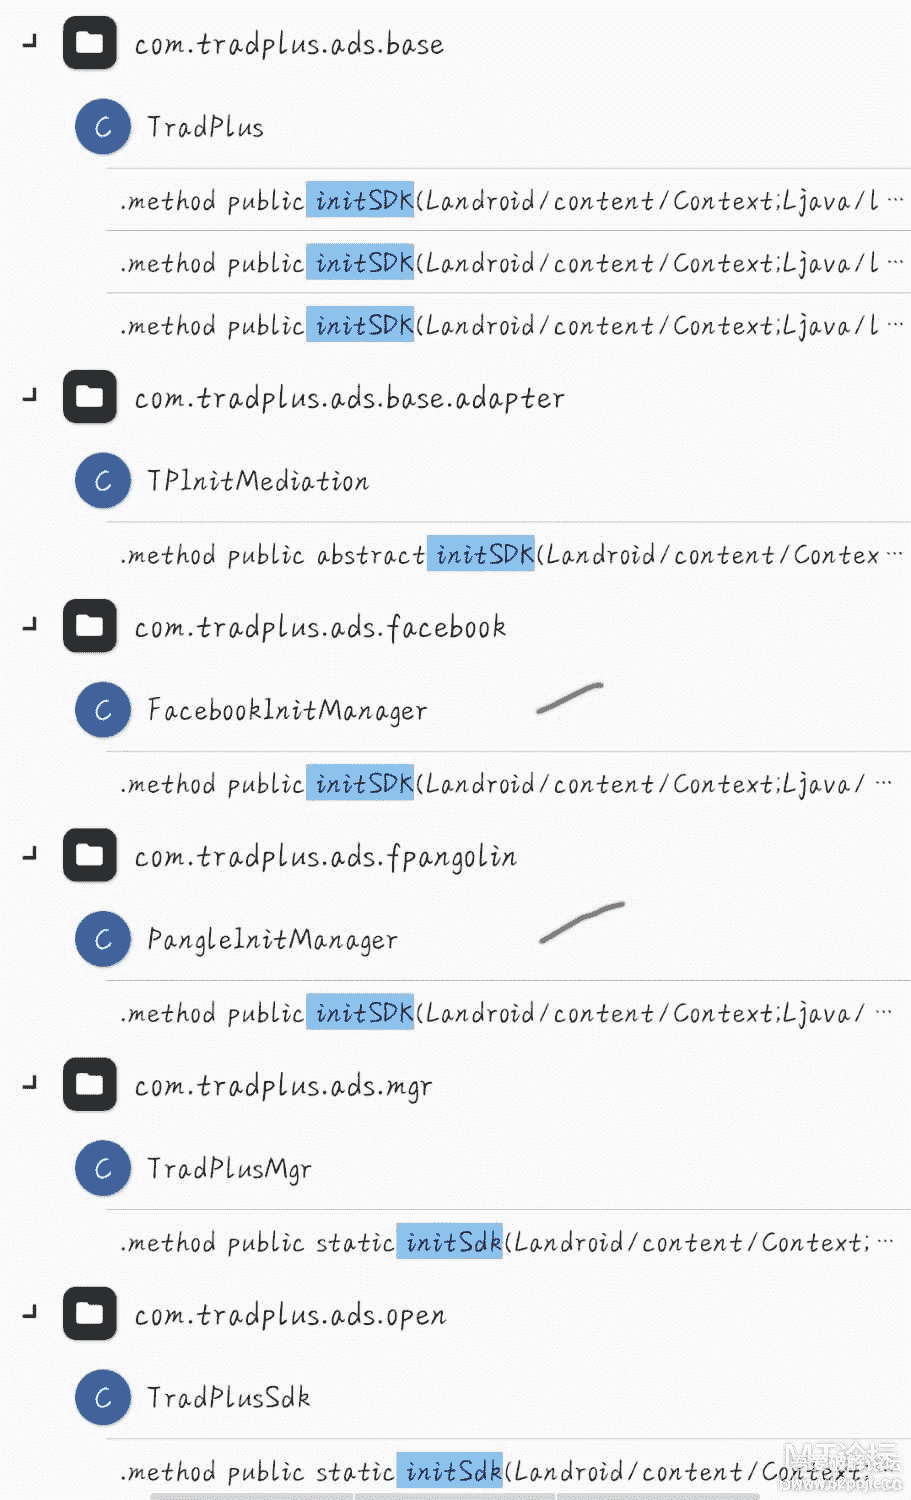 com.tradplus.ads.base
C TradPlus
.method public initSDK(Landroid/content/Context;Ljava/l ...
.method public initSDK(Landroid/content/Context;Ljava/l ...
.method public initSDK(Landroid/content/Context;Ljava/l ...
com.tradplus.ads.base.adapter
C TPInitMediation
.method public abstract initSDK(Landroid/content/Contex ...
com.tradplus.ads.facebook
C FacebookInitManager
.method public initSDK(Landroid/content/Context;Ljava/ ...
com.tradplus.ads.fpangolin
C PangleInitManager
.method public initSDK(Landroid/content/Context;Ljava/ ...
com.tradplus.ads.mgr
C TradPlusMgr
.method public static initSdk(Landroid/content/Context; ...
com.tradplus.ads.open
C TradPlusSdk
.method public static initSdk(Landroid/content/Context;
MT论坛